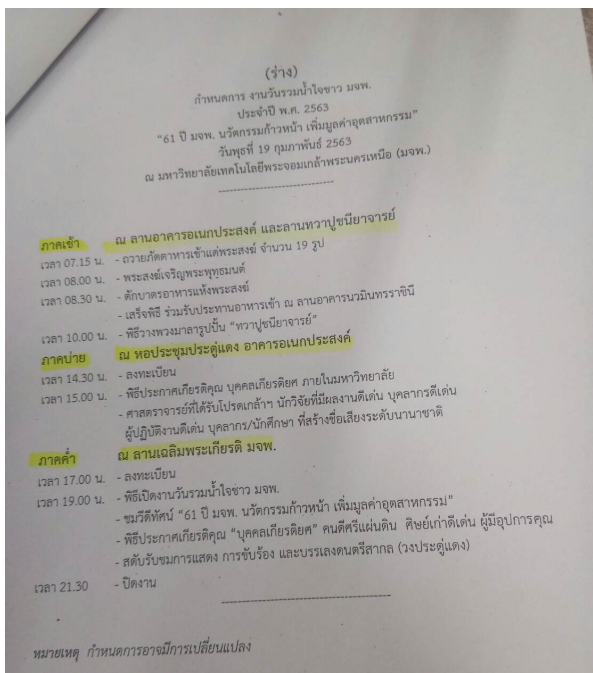 (ร่าง)
กำหนดการ งานวันรวมน้ำใจชาว มจพ.
ประจำปี พ.ศ. 2563
"61 ปี มจพ. นวัตกรรมก้าวหน้า เพิ่มมูลค่าอุตสาหกรรม"
วันพุธที่ 19 กุมภาพันธ์ 2563
ณ มหาวิทยาลัยเทคโนโลยีพระจอมเกล้าพระนครเหนือ (มจพ.)
ภาคเช้า ณ ลานอาคารอเนกประสงค์ และลานทวาปูชนียาจารย์
เวลา 07.15 น. - ถวายภัตตาหารเช้าแด่พระสงฆ์ จำนวน 19 รูป
เวลา 08.00 น. - พระสงฆ์เจริญพระพุทธมนต์
เวลา 08.30 น. - ตักบาตรอาหารแห้งพระสงฆ์
- เสร็จพิธี ร่วมรับประทานอาหารเช้า ณ ลานอาคารนวมินทรราชินี
เวลา 10.00 น. - พิธีวางพวงมาลารูปปั้น "ทวาปูชนียาจารย์"
ภาคบ่าย ณ หอประชุมประดู่แดง อาคารอเนกประสงค์
เวลา 14.30 น. - ลงทะเบียน
เวลา 15.00 น. - พิธีประกาศเกียรติคุณ บุคคลเกียรติยศ ภายในมหาวิทยาลัย
- ศาสตราจารย์ที่ได้รับโปรดเกล้าฯ นักวิจัยที่มีผลงานดีเด่น บุคลากรดีเด่น
ผู้ปฏิบัติงานดีเด่น บุคลากร/นักศึกษา ที่สร้างชื่อเสียงระดับนานาชาติ
ภาคค่ำ ณ ลานเฉลิมพระเกียรติ มจพ.
เวลา 17.00 น. - ลงทะเบียน
เวลา 19.00 น. - พิธีเปิดงานวันรวมน้ำใจชาว มจพ.
- ชมวีดีทัศน์ "61 ปี มจพ. นวัตกรรมก้าวหน้า เพิ่มมูลค่าอุตสาหกรรม"
- พิธีประกาศเกียรติคุณ "บุคคลเกียรติยศ" คนดีศรีแผ่นดิน ศิษย์เก่าดีเด่น ผู้มีอุปการคุณ
- สดับรับชมการแสดง การขับร้อง และบรรเลงดนตรีสากล (วงประดู่แดง)
เวลา 21.30 - ปิดงาน
หมายเหตุ กำหนดการอาจมีการเปลี่ยนแปลง